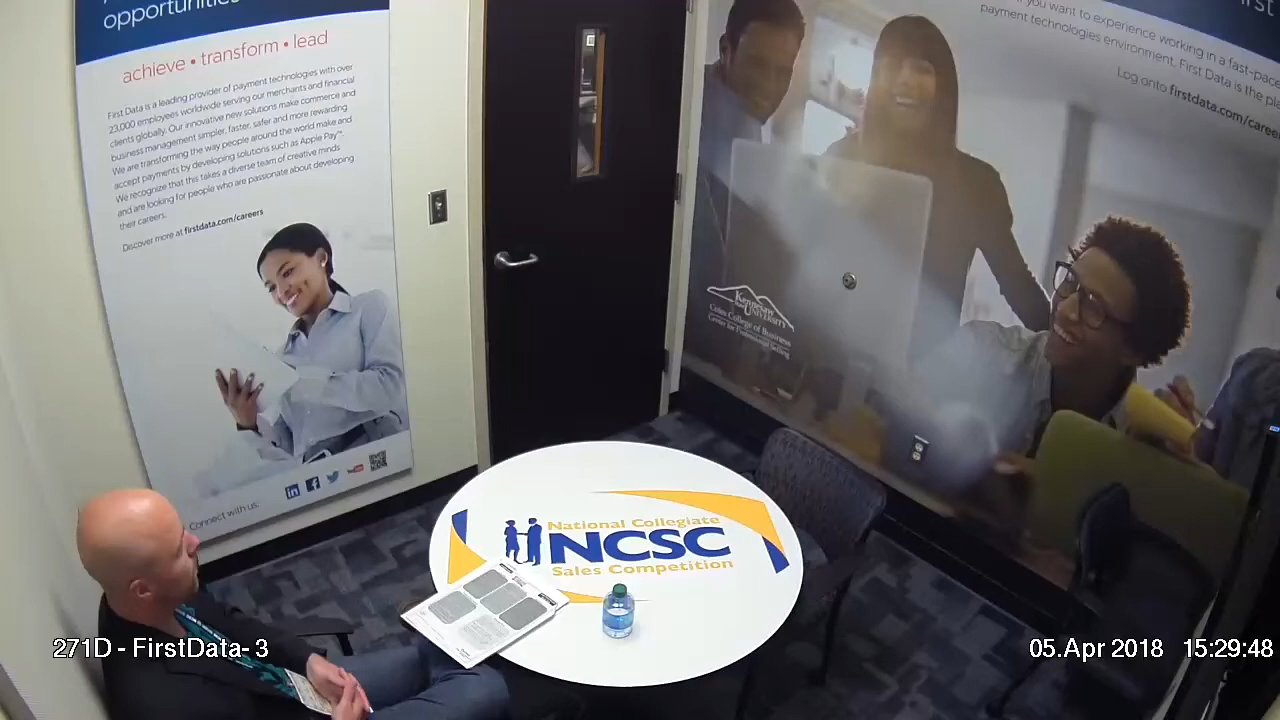 opportunities
achieve • transform • lead
First Data is a leading provider of payment technologies with over
23,000 employees worldwide serving our merchants and financial
clients globally. Our innovative new solutions make commerce and
business management simpler, faster, safer and more rewarding.
We are transforming the way people around the world make and
accept payments by developing solutions such as Apple Pay™.
We recognize that this takes a diverse team of creative minds
and are looking for people who are passionate about developing
their careers.
Discover more at firstdata.com/careers
Connect with us:
you want to experience working in a fast-pace
payment technologies environment, First Data is the pla
Log onto firstdata.com/caree
Kennesaw
State UNIVERSITY
Coles College of Business
Center for Professional Selling
National Collegiate
NCSC
Sales Competition
271D - FirstData- 3
05.Apr 2018 15:29:48